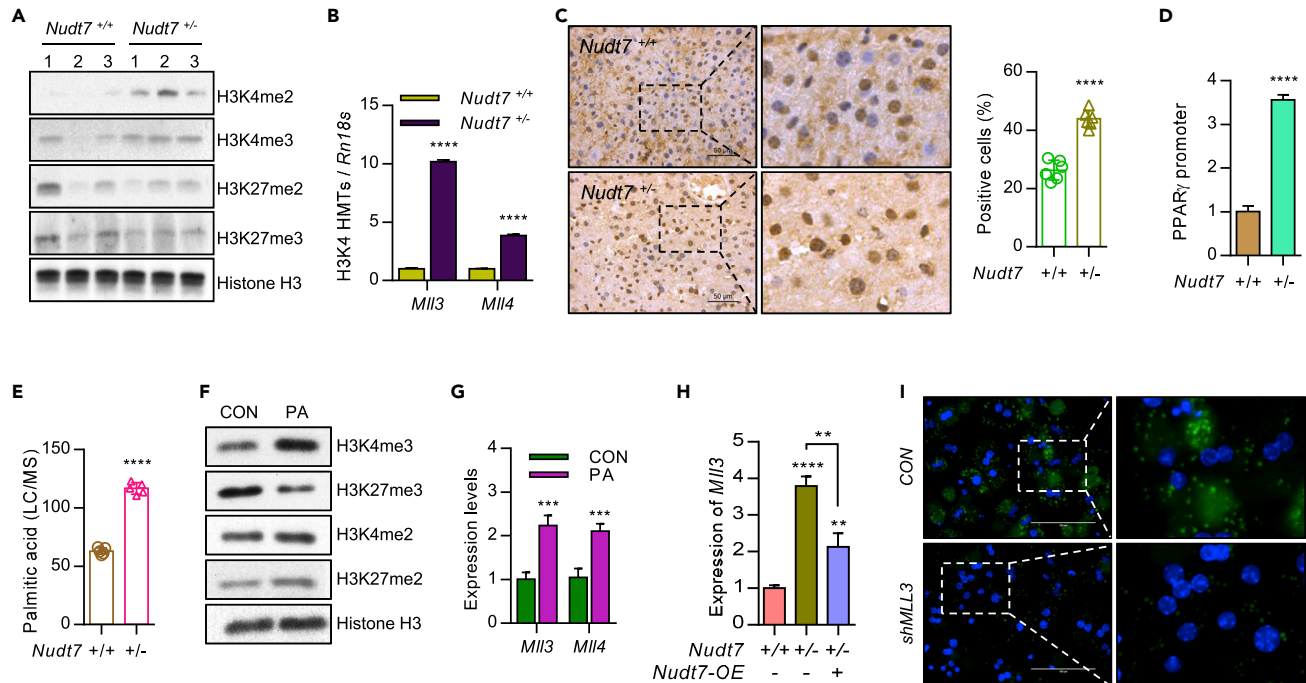 A
Nudt7 +/+ Nudt7 +/-
1 2 3 1 2 3
H3K4me2
H3K4me3
H3K27me2
H3K27me3
Histone H3
B
H3K4 HMTs / Rn18s
15
10
5
0
Nudt7 +/+
Nudt7 +/-
****
****
Mll3 Mll4
C
Nudt7 +/+
50 µm
Nudt7 +/-
50 µm
Positive cells (%)
60
40
20
0
****
Nudt7 +/+ +/-
D
PPARγ promoter
4
3
2
1
0
****
Nudt7 +/+ +/-
E
Palmitic acid (LC/MS)
150
100
50
0
****
Nudt7 +/+ +/-
F
CON PA
H3K4me3
H3K27me3
H3K4me2
H3K27me2
Histone H3
G
Expression levels
4
3
2
1
0
CON
PA
***
***
Mll3 Mll4
H
Expression of Mll3
5
4
3
2
1
0
**
****
**
Nudt7 +/+ +/- +/-
Nudt7-OE - - +
I
CON
shMLL3